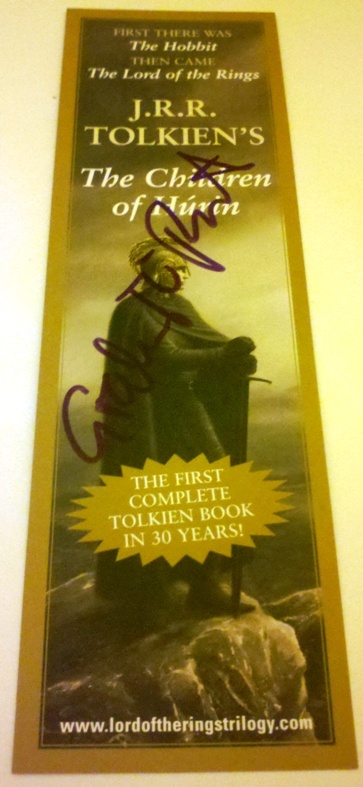 FIRST THERE WAS
The Hobbit
THEN CAME
The Lord of the Rings
J.R.R.
TOLKIEN'S
The Children
of Húrin
THE FIRST
COMPLETE
TOLKIEN BOOK
IN 30 YEARS!
www.lordoftheringstrilogy.com